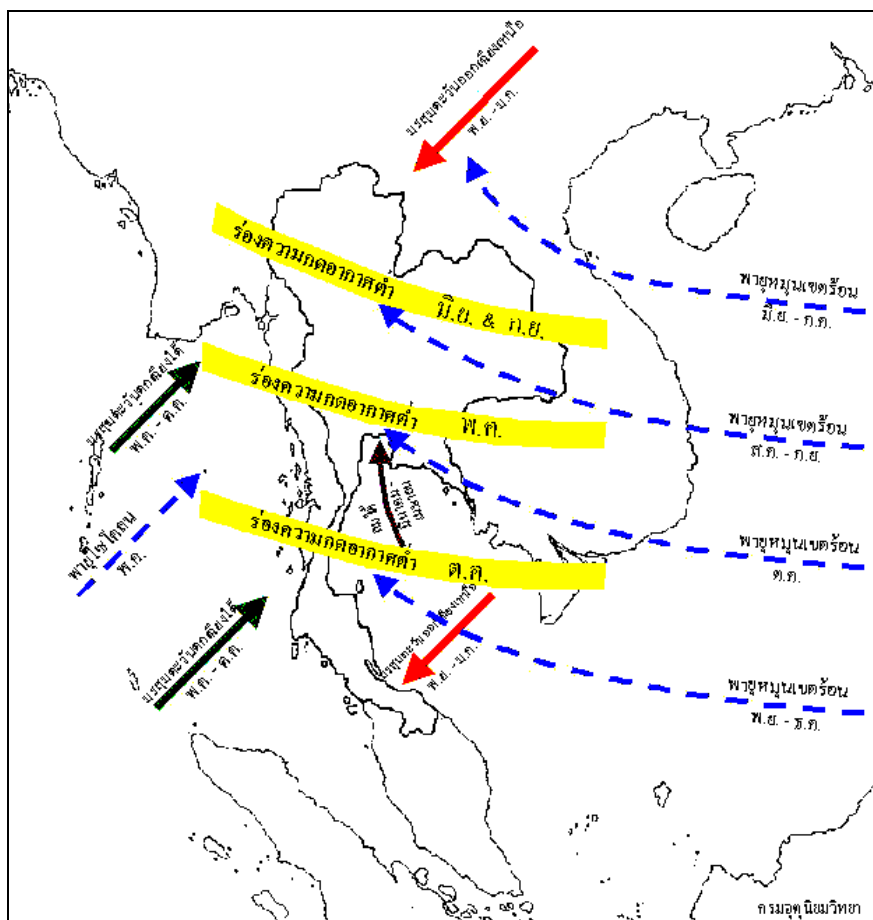 มรสุมตะวันออกเฉียงเหนือ
พ.ย. - ม.ค.
ร่องความกดอากาศต่ำ มิ.ย. & ก.ย.
พายุหมุนเขตร้อน
มิ.ย. - ก.ค.
มรสุมตะวันตกเฉียงใต้
พ.ค. - ต.ค.
ร่องความกดอากาศต่ำ พ.ค.
พายุหมุนเขตร้อน
ส.ค. - ก.ย.
พายุไซโคลน
พ.ค.
ร่องความกดอากาศต่ำ ต.ค.
พายุหมุนเขตร้อน
ต.ค.
มรสุมตะวันตกเฉียงใต้
พ.ค. - ต.ค.
มรสุมตะวันออกเฉียงเหนือ
พ.ย. - ม.ค.
พายุหมุนเขตร้อน
พ.ย. - ธ.ค.
กรมอุตุนิยมวิทยา